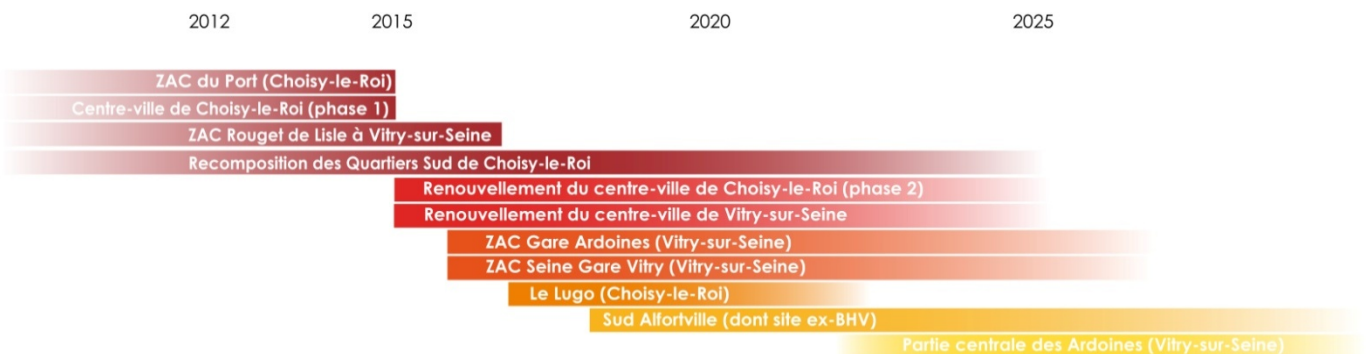 2012 2015 2020 2025
ZAC du Port (Choisy-le-Roi)
Centre-ville de Choisy-le-Roi (phase 1)
ZAC Rouget de Lisle à Vitry-sur-Seine
Recomposition des Quartiers Sud de Choisy-le-Roi
Renouvellement du centre-ville de Choisy-le-Roi (phase 2)
Renouvellement du centre-ville de Vitry-sur-Seine
ZAC Gare Ardoines (Vitry-sur-Seine)
ZAC Seine Gare Vitry (Vitry-sur-Seine)
Le Lugo (Choisy-le-Roi)
Sud Alfortville (dont site ex-BHV)
Partie centrale des Ardoines (Vitry-sur-Seine)